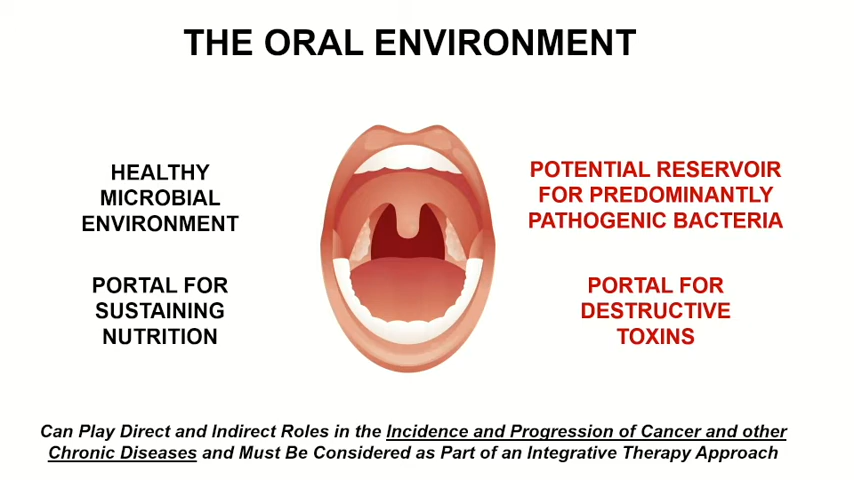 THE ORAL ENVIRONMENT
HEALTHY
MICROBIAL
ENVIRONMENT
PORTAL FOR
SUSTAINING
NUTRITION
POTENTIAL RESERVOIR
FOR PREDOMINANTLY
PATHOGENIC BACTERIA
PORTAL FOR
DESTRUCTIVE
TOXINS
Can Play Direct and Indirect Roles in the Incidence and Progression of Cancer and other
Chronic Diseases and Must Be Considered as Part of an Integrative Therapy Approach